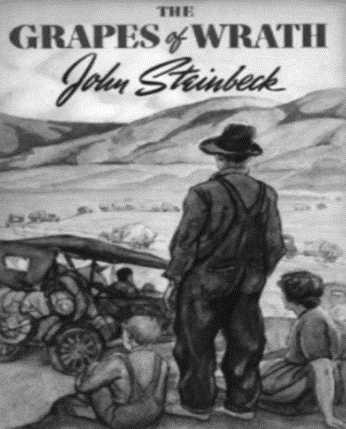 THE
GRAPES of WRATH
John Steinbeck